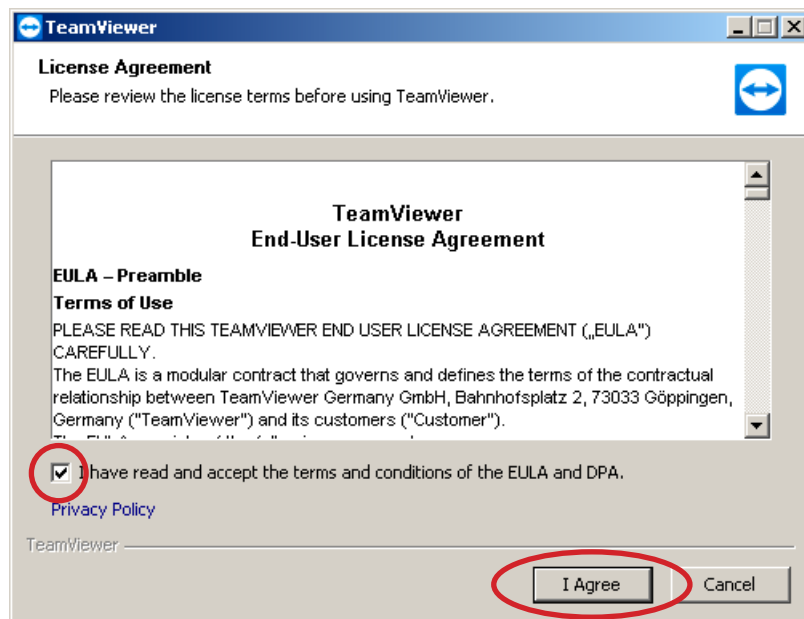 TeamViewer
License Agreement
Please review the license terms before using TeamViewer.
TeamViewer
End-User License Agreement
EULA – Preamble
Terms of Use
PLEASE READ THIS TEAMVIEWER END USER LICENSE AGREEMENT („EULA")
CAREFULLY.
The EULA is a modular contract that governs and defines the terms of the contractual
relationship between TeamViewer Germany GmbH, Bahnhofsplatz 2, 73033 Göppingen,
Germany ("TeamViewer") and its customers ("Customer").
I have read and accept the terms and conditions of the EULA and DPA.
Privacy Policy
TeamViewer
I Agree
Cancel